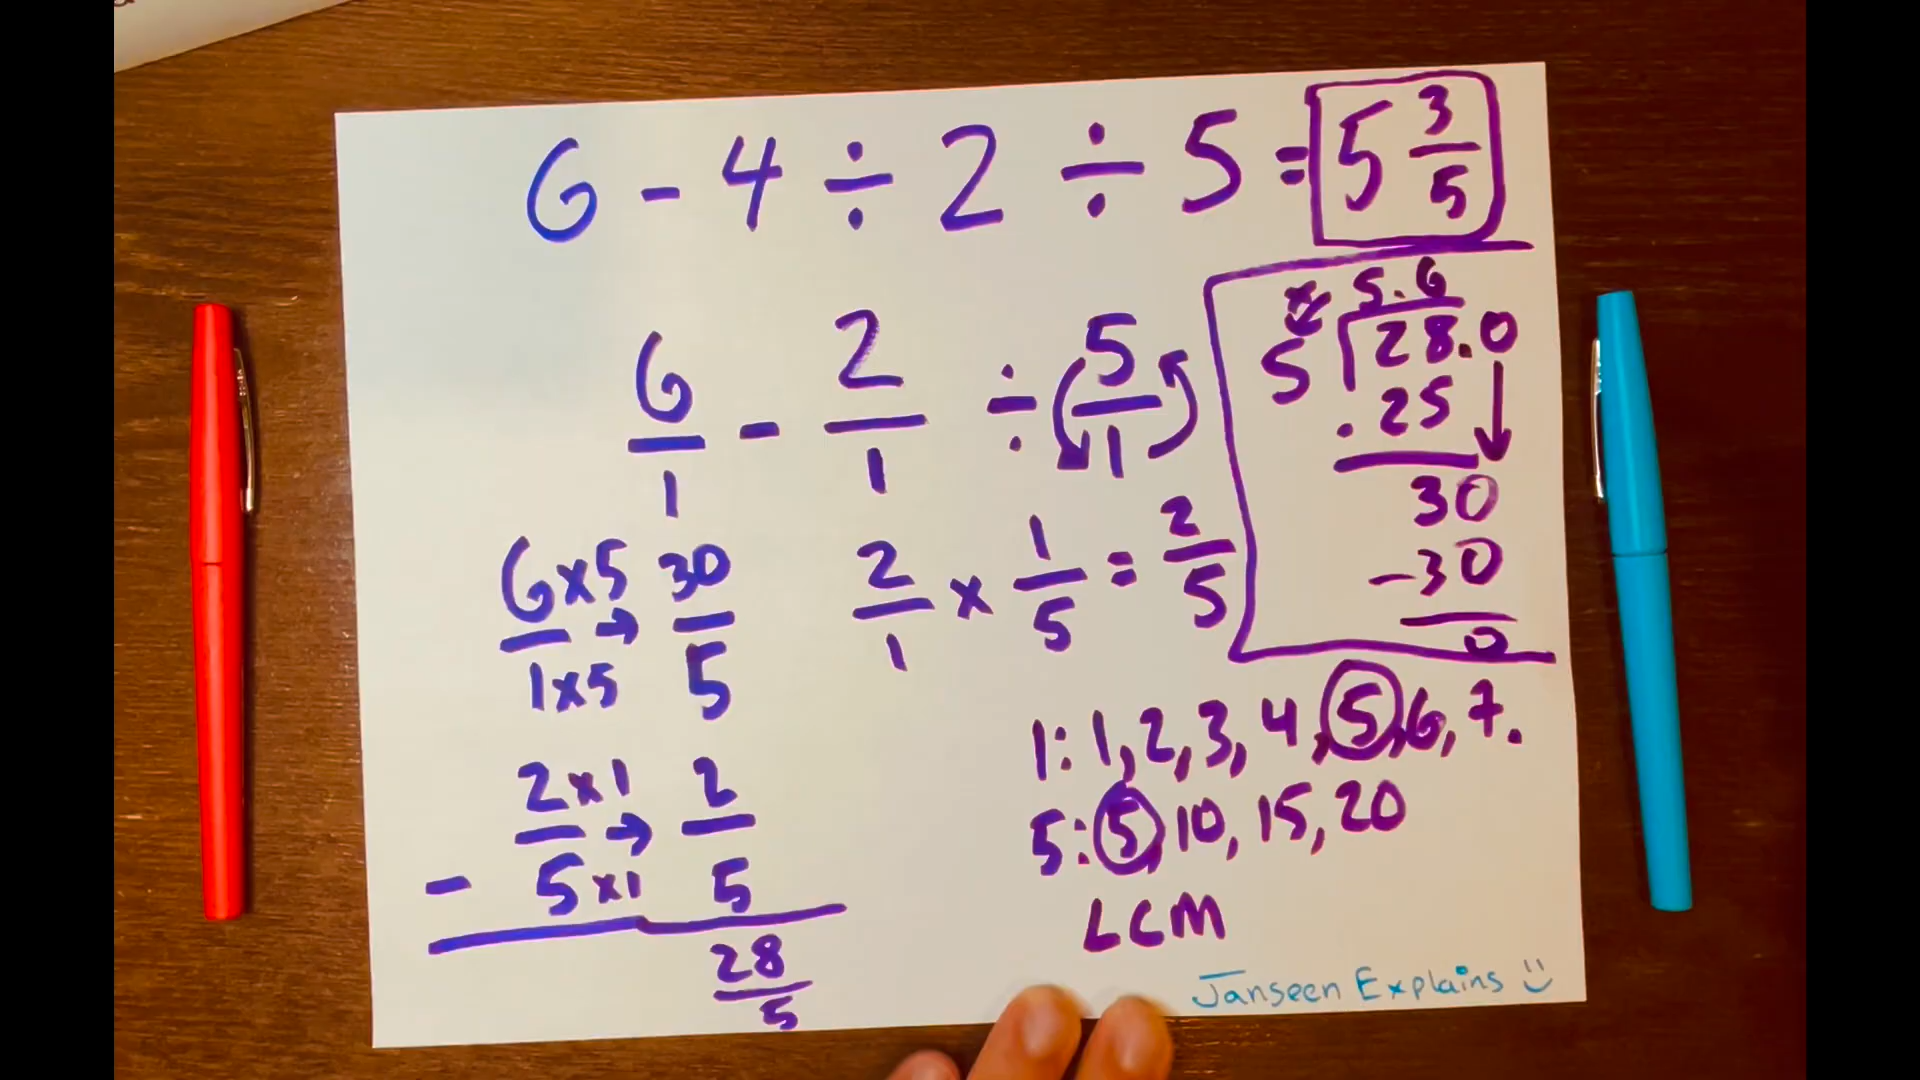 6 - 4 ÷ 2 ÷ 5 = 5 3/5
6/1 - 2/1 ÷ (5/1)
6x5 → 30
1x5 5
2/1 x 1/5 = 2/5
2x1 → 2
- 5x1 5
28/5
x 5.6
5 28.0
. 25
30
-30
0
1: 1, 2, 3, 4, 5, 6, 7.
5: 5, 10, 15, 20
LCM
Janseen Explains